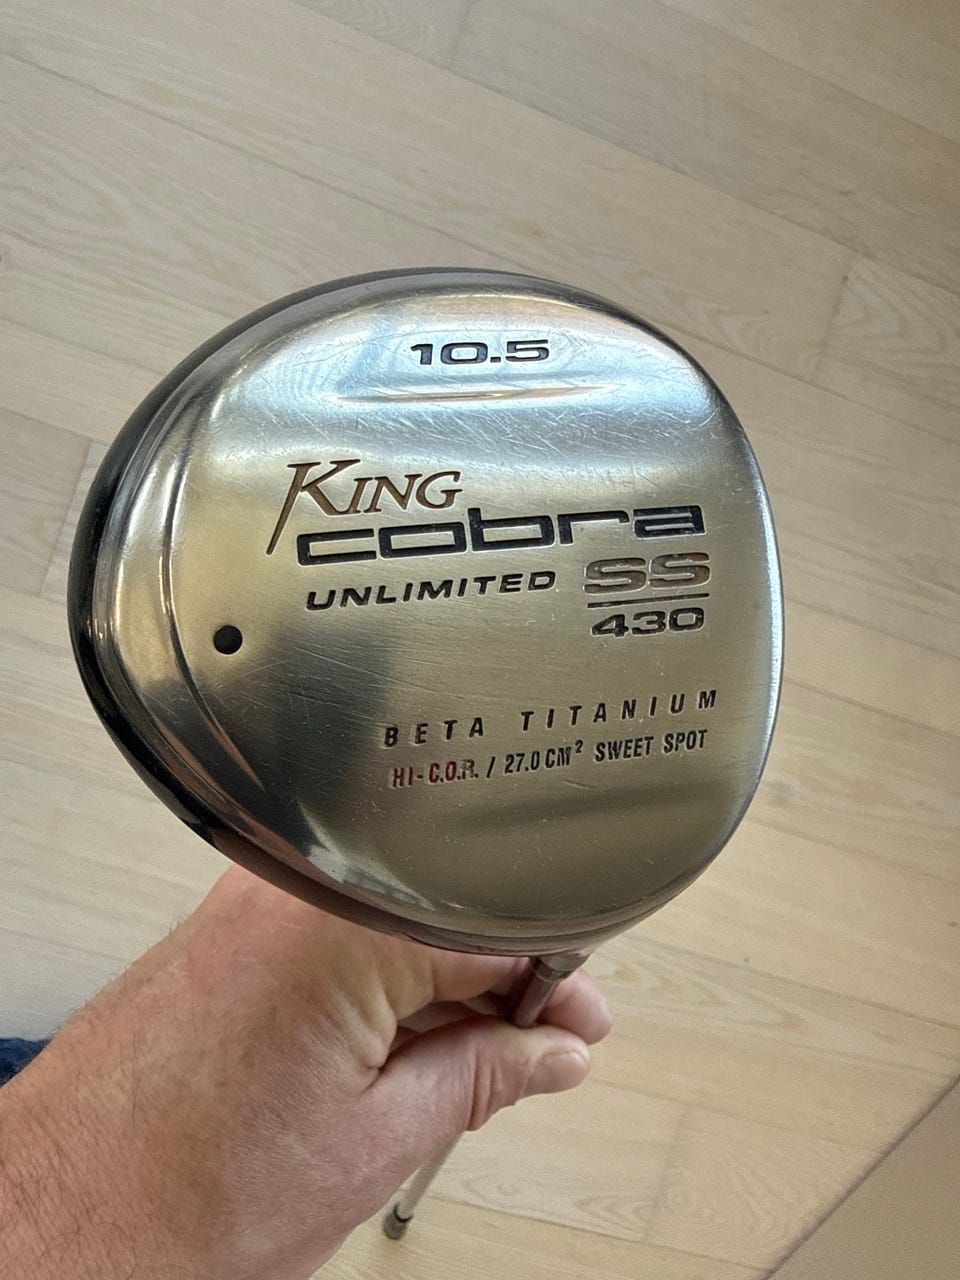 10.5
KING
cobra
UNLIMITED SS
430
BETA TITANIUM
HI-C.O.R. / 27.0 CM² SWEET SPOT